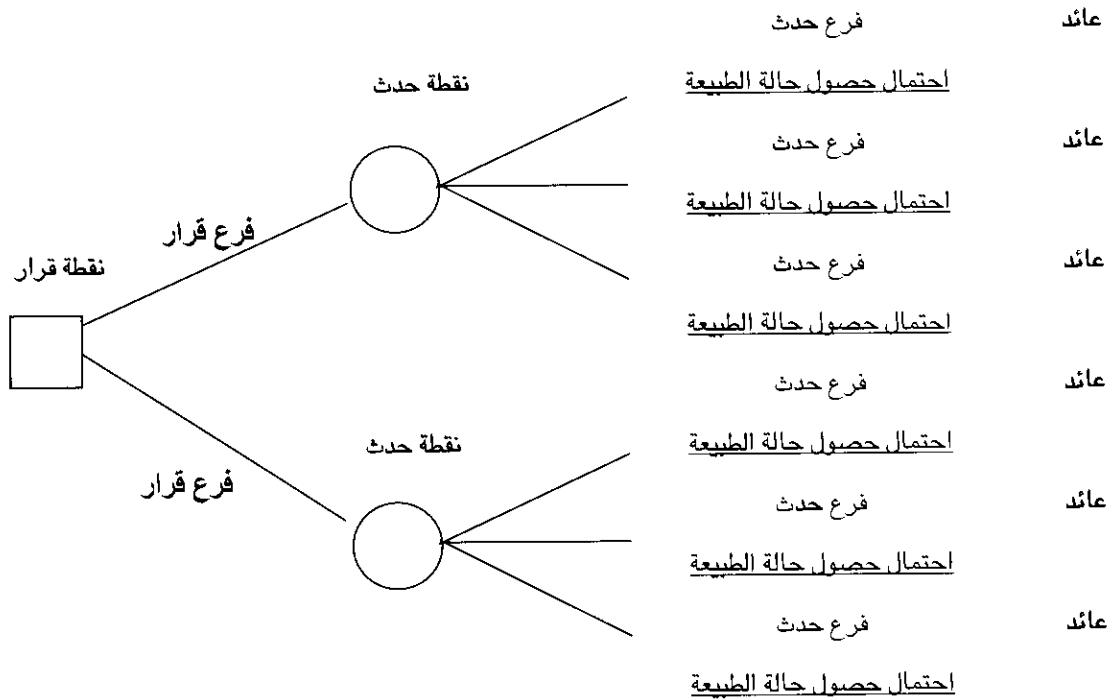 عائد
فرع حدث
احتمال حصول حالة الطبيعة
نقطة حدث
عائد
فرع حدث
احتمال حصول حالة الطبيعة
فرع قرار
عائد
فرع حدث
نقطة قرار
احتمال حصول حالة الطبيعة
عائد
فرع حدث
احتمال حصول حالة الطبيعة
نقطة حدث
فرع قرار
عائد
فرع حدث
احتمال حصول حالة الطبيعة
عائد
فرع حدث
احتمال حصول حالة الطبيعة